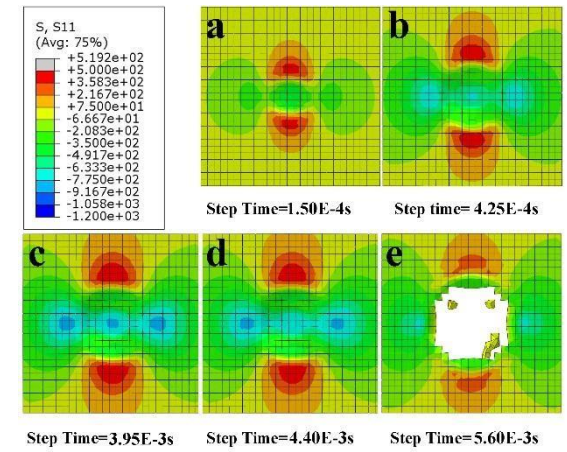 S, S11
(Avg: 75%)
+5.192e+02
+5.000e+02
+3.583e+02
+2.167e+02
+7.500e+01
-6.667e+01
-2.083e+02
-3.500e+02
-4.917e+02
-6.333e+02
-7.750e+02
-9.167e+02
-1.058e+03
-1.200e+03
a
b
Step Time=1.50E-4s
Step time= 4.25E-4s
c
d
e
Step Time=3.95E-3s
Step Time=4.40E-3s
Step Time=5.60E-3s